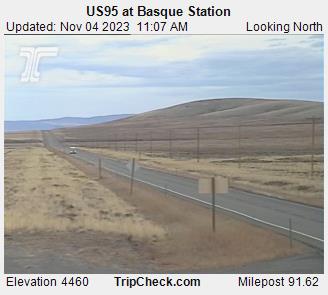 US95 at Basque Station
Updated: Nov 04 2023 11:07 AM Looking North
Elevation 4460 TripCheck.com Milepost 91.62